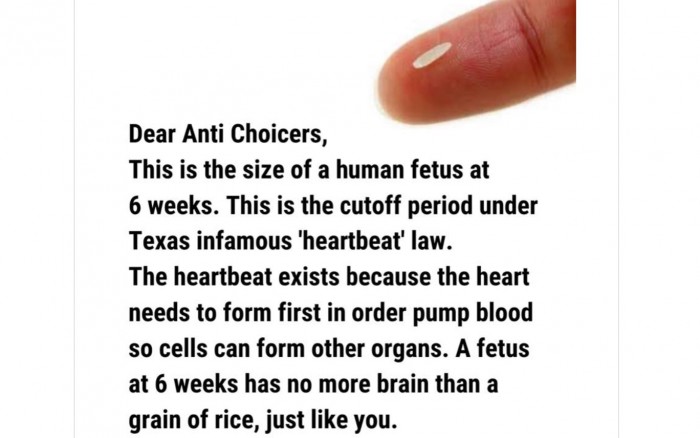 Dear Anti Choicers,
This is the size of a human fetus at
6 weeks. This is the cutoff period under
Texas infamous 'heartbeat' law.
The heartbeat exists because the heart
needs to form first in order pump blood
so cells can form other organs. A fetus
at 6 weeks has no more brain than a
grain of rice, just like you.